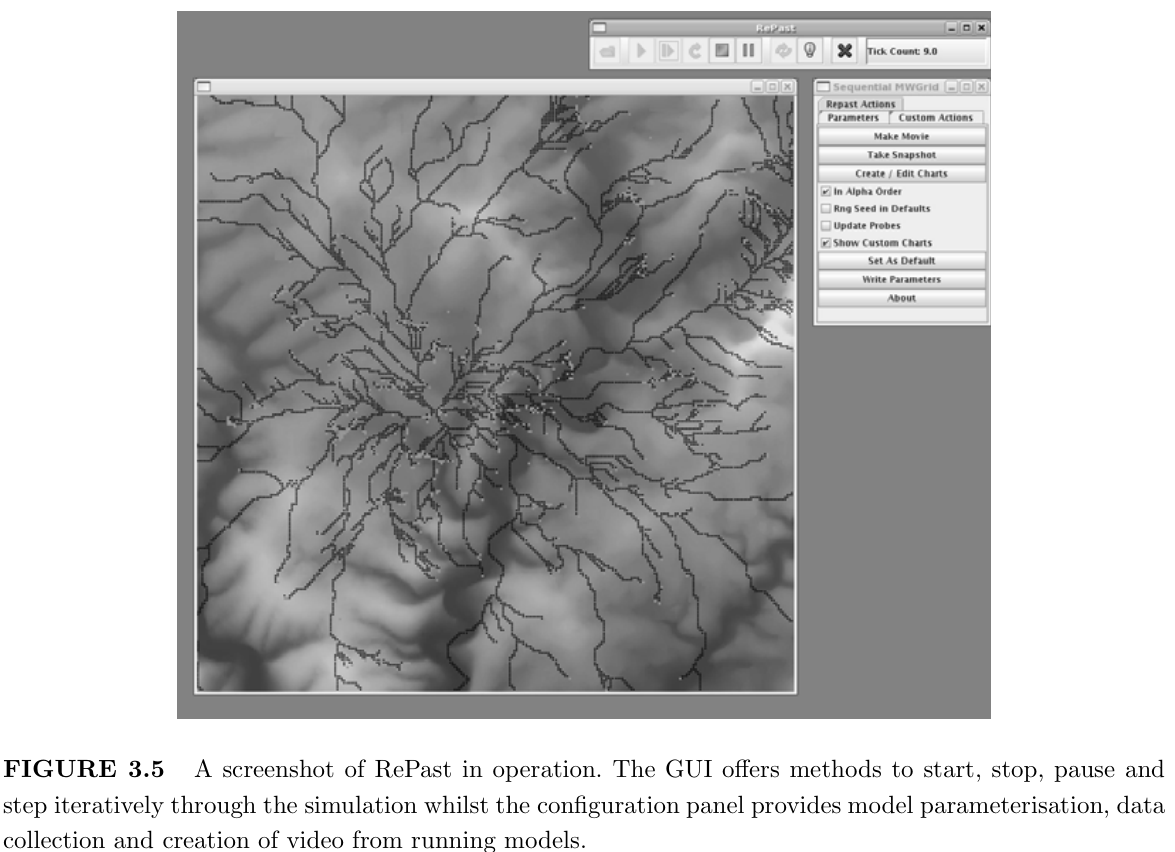 RePast
Tick Count: 9.0
Sequential MWGrid
Repast Actions
Parameters
Custom Actions
Make Movie
Take Snapshot
Create / Edit Charts
In Alpha Order
Rng Seed in Defaults
Update Probes
Show Custom Charts
Set As Default
Write Parameters
About
FIGURE 3.5 A screenshot of RePast in operation. The GUI offers methods to start, stop, pause and
step iteratively through the simulation whilst the configuration panel provides model parameterisation, data
collection and creation of video from running models.